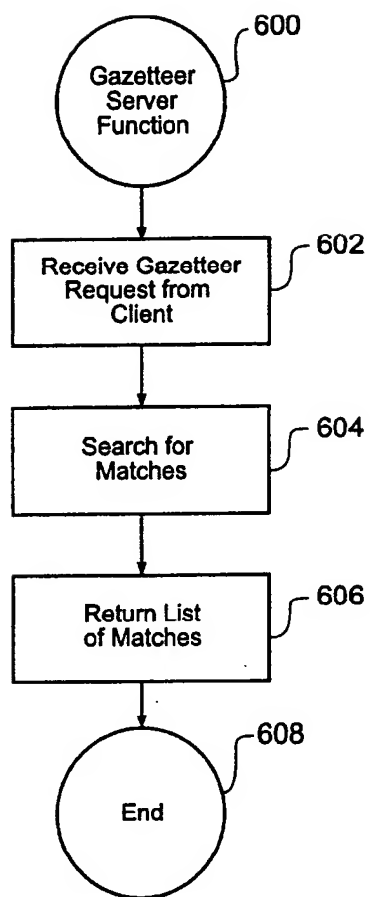 600
Gazetteer
Server
Function
602
Receive Gazetteer
Request from
Client
604
Search for
Matches
606
Return List
of Matches
608
End